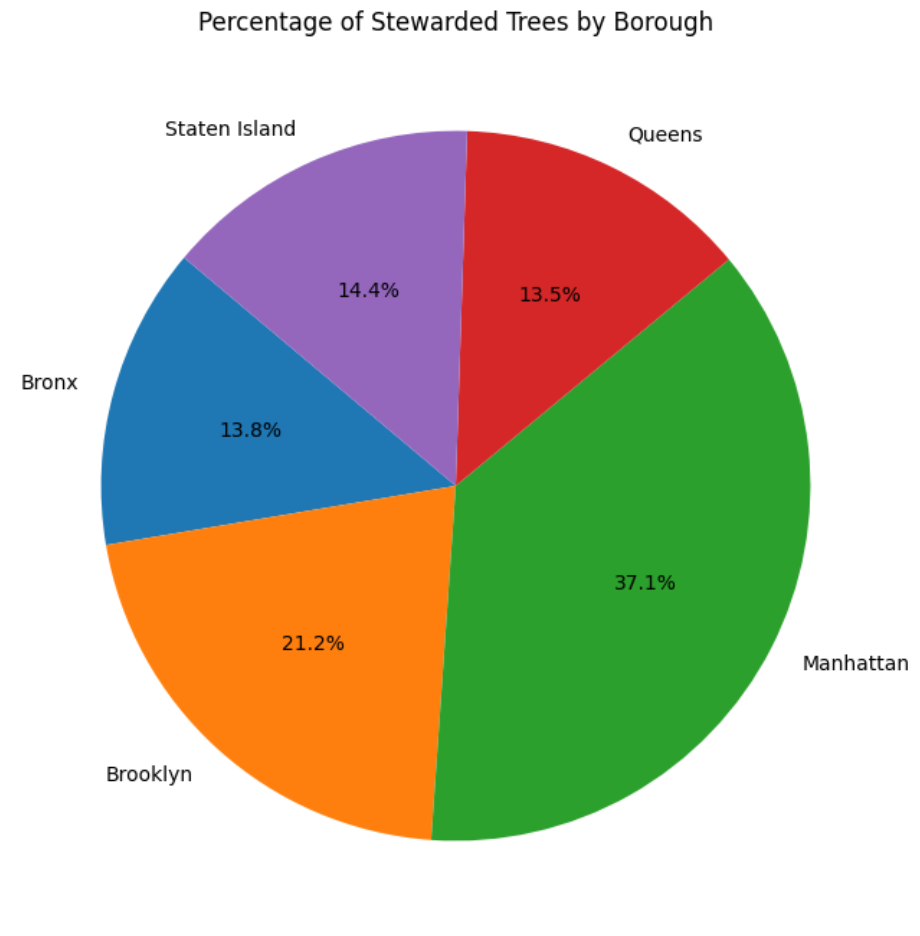 Percentage of Stewarded Trees by Borough
Staten Island
Queens
14.4%
13.5%
Bronx
13.8%
37.1%
21.2%
Manhattan
Brooklyn